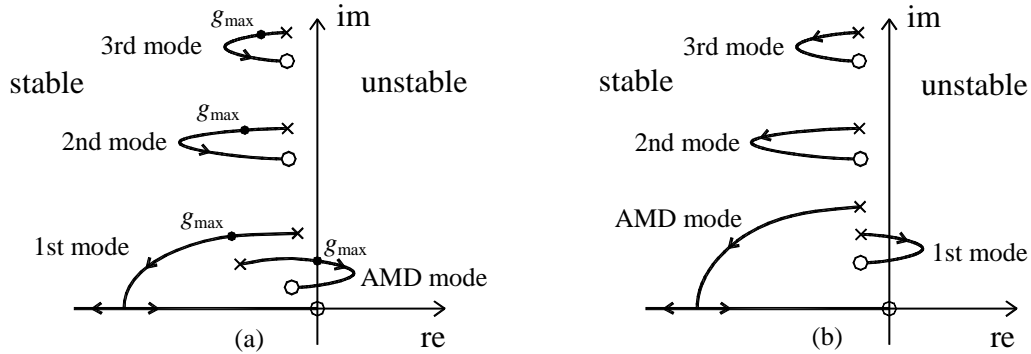 g_max
im
3rd mode
stable
unstable
g_max
2nd mode
g_max
1st mode
g_max
AMD mode
(a)
re
im
3rd mode
stable
unstable
2nd mode
AMD mode
1st mode
(b)
re